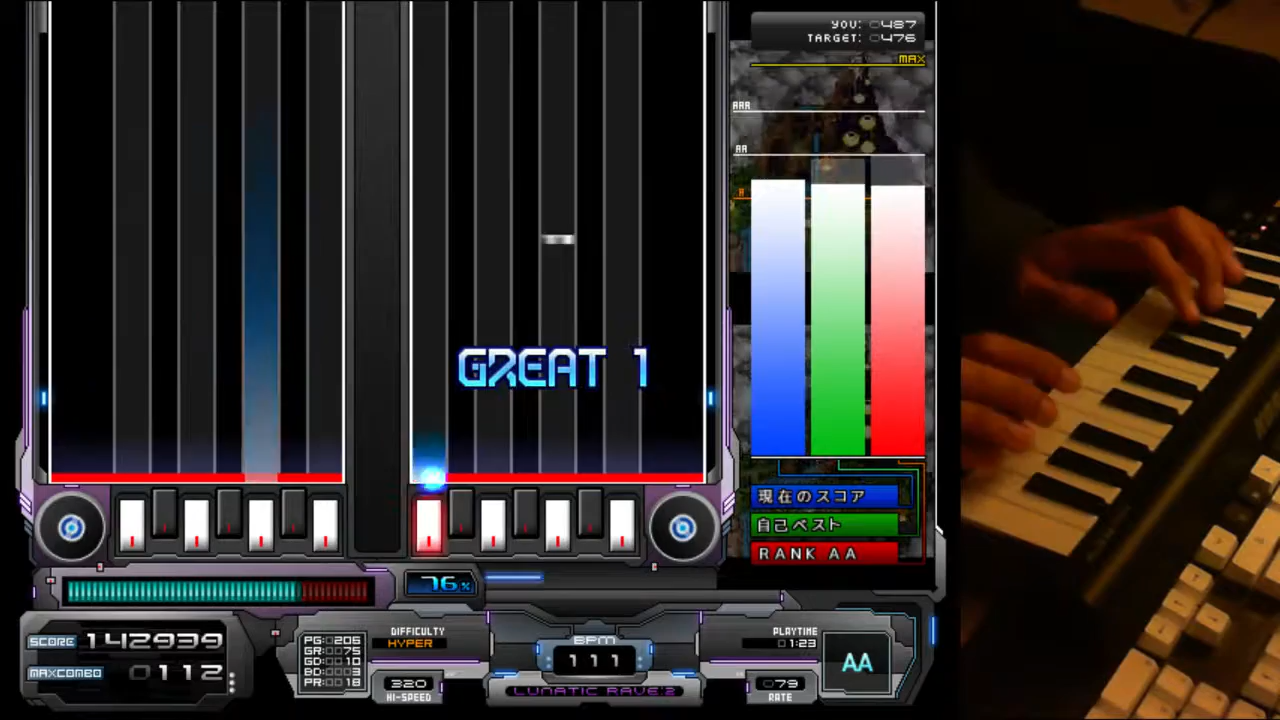 YOU: 0487
TARGET: 0476
MAX
AAA
AA
A
GREAT 1
現在のスコア
自己ベスト
RANK AA
76%
SCORE 142939
MAXCOMBO 0112
PG:0206
GR:0075
GD:0010
BD:0003
PR:0018
DIFFICULTY
HYPER
320
HI-SPEED
BPM
111
LUNATIC RAVE2
PLAYTIME
01:23
079
RATE
AA